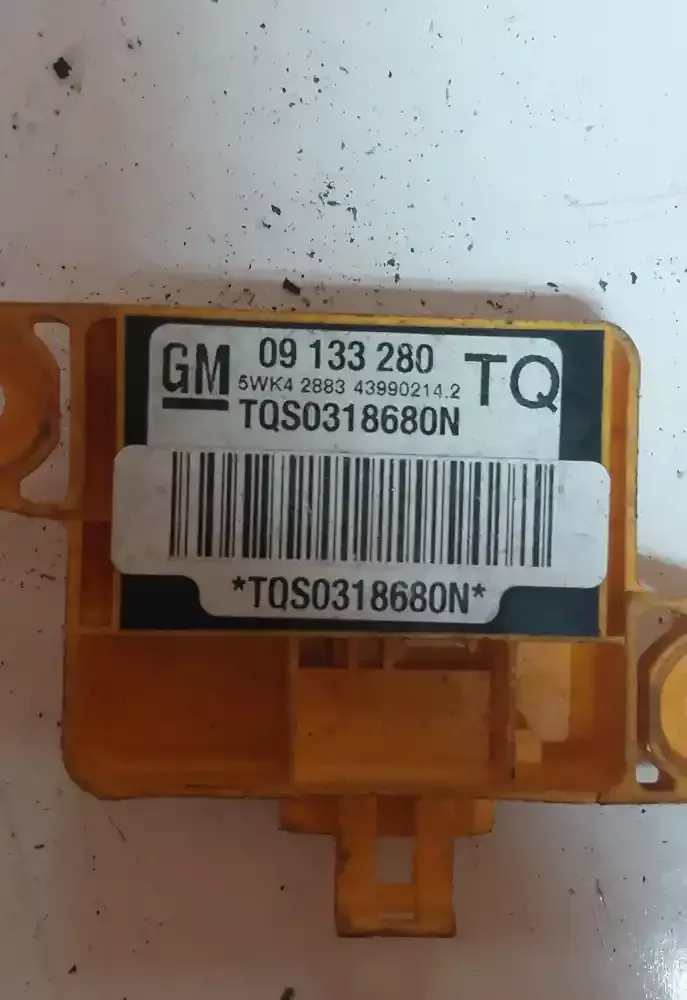 GM 09 133 280 TQ
5WK4 2883 43990214.2
TQS0318680N
*TQS0318680N*